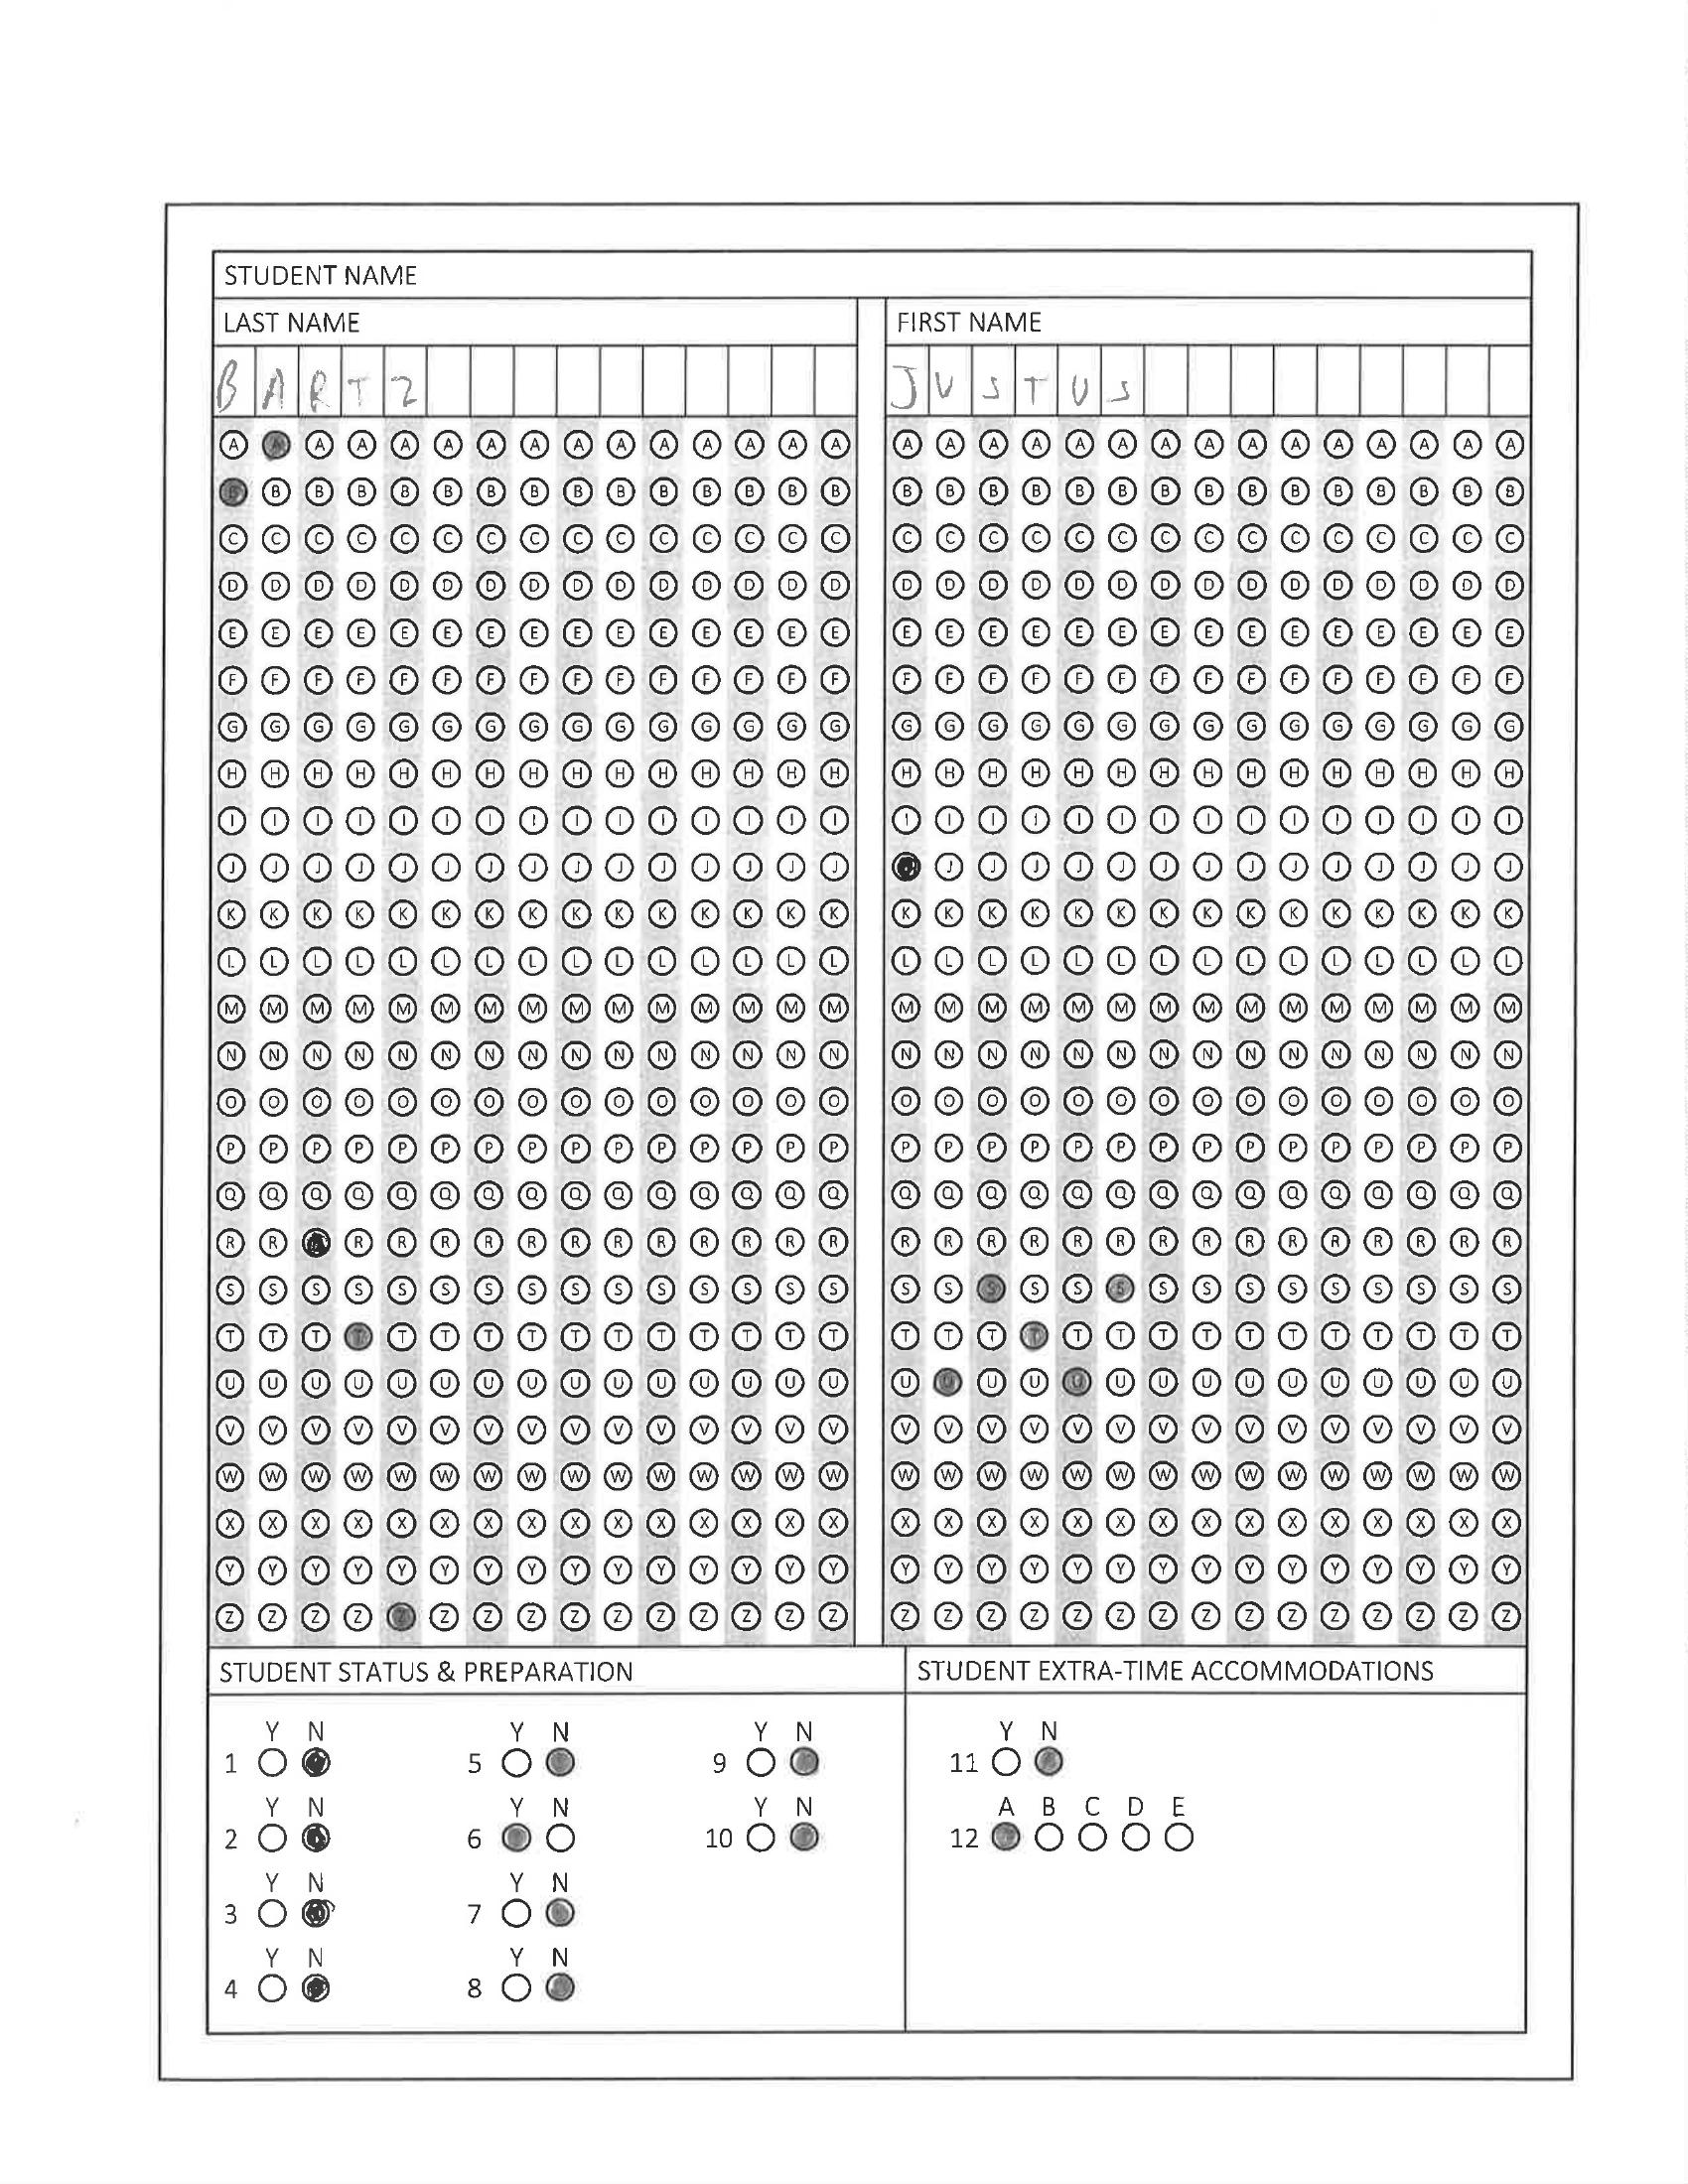 STUDENT NAME
LAST NAME FIRST NAME
B A R T Z J U S T U S
A A A A A A A A A A A A A A A A A A A A A A A A A A A A A A
B B B B B B B B B B B B B B B B B B B B B B B B B B B B B B
C C C C C C C C C C C C C C C C C C C C C C C C C C C C C C
D D D D D D D D D D D D D D D D D D D D D D D D D D D D D D
E E E E E E E E E E E E E E E E E E E E E E E E E E E E E E
F F F F F F F F F F F F F F F F F F F F F F F F F F F F F F
G G G G G G G G G G G G G G G G G G G G G G G G G G G G G G
H H H H H H H H H H H H H H H H H H H H H H H H H H H H H H
I I I I I I I I I I I I I I I I I I I I I I I I I I I I I I
J J J J J J J J J J J J J J J J J J J J J J J J J J J J J
K K K K K K K K K K K K K K K K K K K K K K K K K K K K K K
L L L L L L L L L L L L L L L L L L L L L L L L L L L L L L
M M M M M M M M M M M M M M M M M M M M M M M M M M M M M M
N N N N N N N N N N N N N N N N N N N N N N N N N N N N N N
O O O O O O O O O O O O O O O O O O O O O O O O O O O O O O
P P P P P P P P P P P P P P P P P P P P P P P P P P P P P P
Q Q Q Q Q Q Q Q Q Q Q Q Q Q Q Q Q Q Q Q Q Q Q Q Q Q Q Q Q Q
R R R R R R R R R R R R R R R R R R R R R R R R R R R R R
S S S S S S S S S S S S S S S S S S S S S S S S S S S S S S
T T T T T T T T T T T T T T T T T T T T T T T T T T T T T T
U U U U U U U U U U U U U U U U U U U U U U U U U U U U U U
V V V V V V V V V V V V V V V V V V V V V V V V V V V V V V
W W W W W W W W W W W W W W W W W W W W W W W W W W W W W W
X X X X X X X X X X X X X X X X X X X X X X X X X X X X X X
Y Y Y Y Y Y Y Y Y Y Y Y Y Y Y Y Y Y Y Y Y Y Y Y Y Y Y Y Y Y
Z Z Z Z Z Z Z Z Z Z Z Z Z Z Z Z Z Z Z Z Z Z Z Z Z Z Z Z Z Z
STUDENT STATUS & PREPARATION STUDENT EXTRA-TIME ACCOMMODATIONS
Y N Y N Y N Y N
1 5 9 11
Y N Y N Y N A B C D E
2 6 10 12
Y N Y N
3 7
Y N Y N
4 8